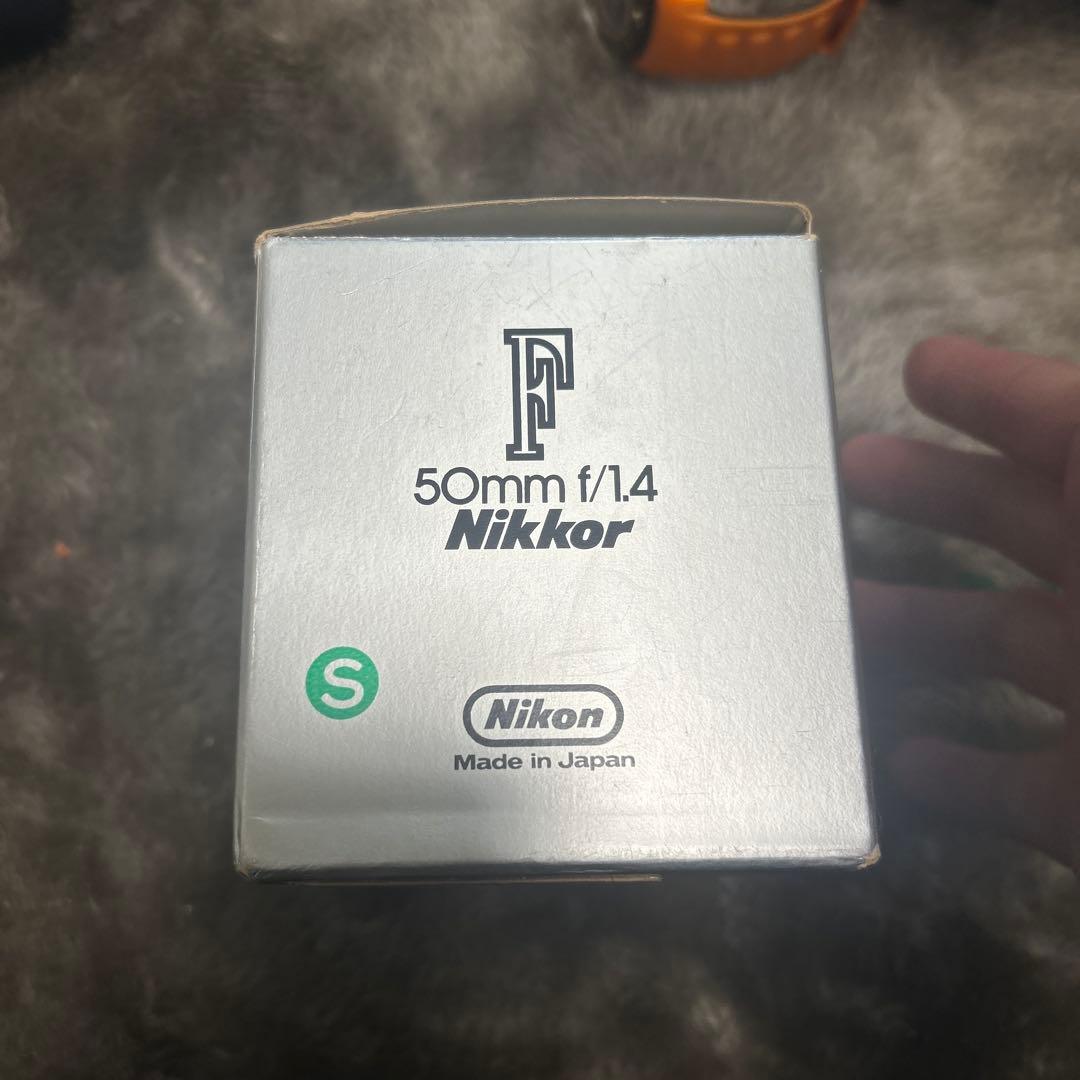 F
50mm f/1.4
Nikkor
S
Nikon
Made in Japan